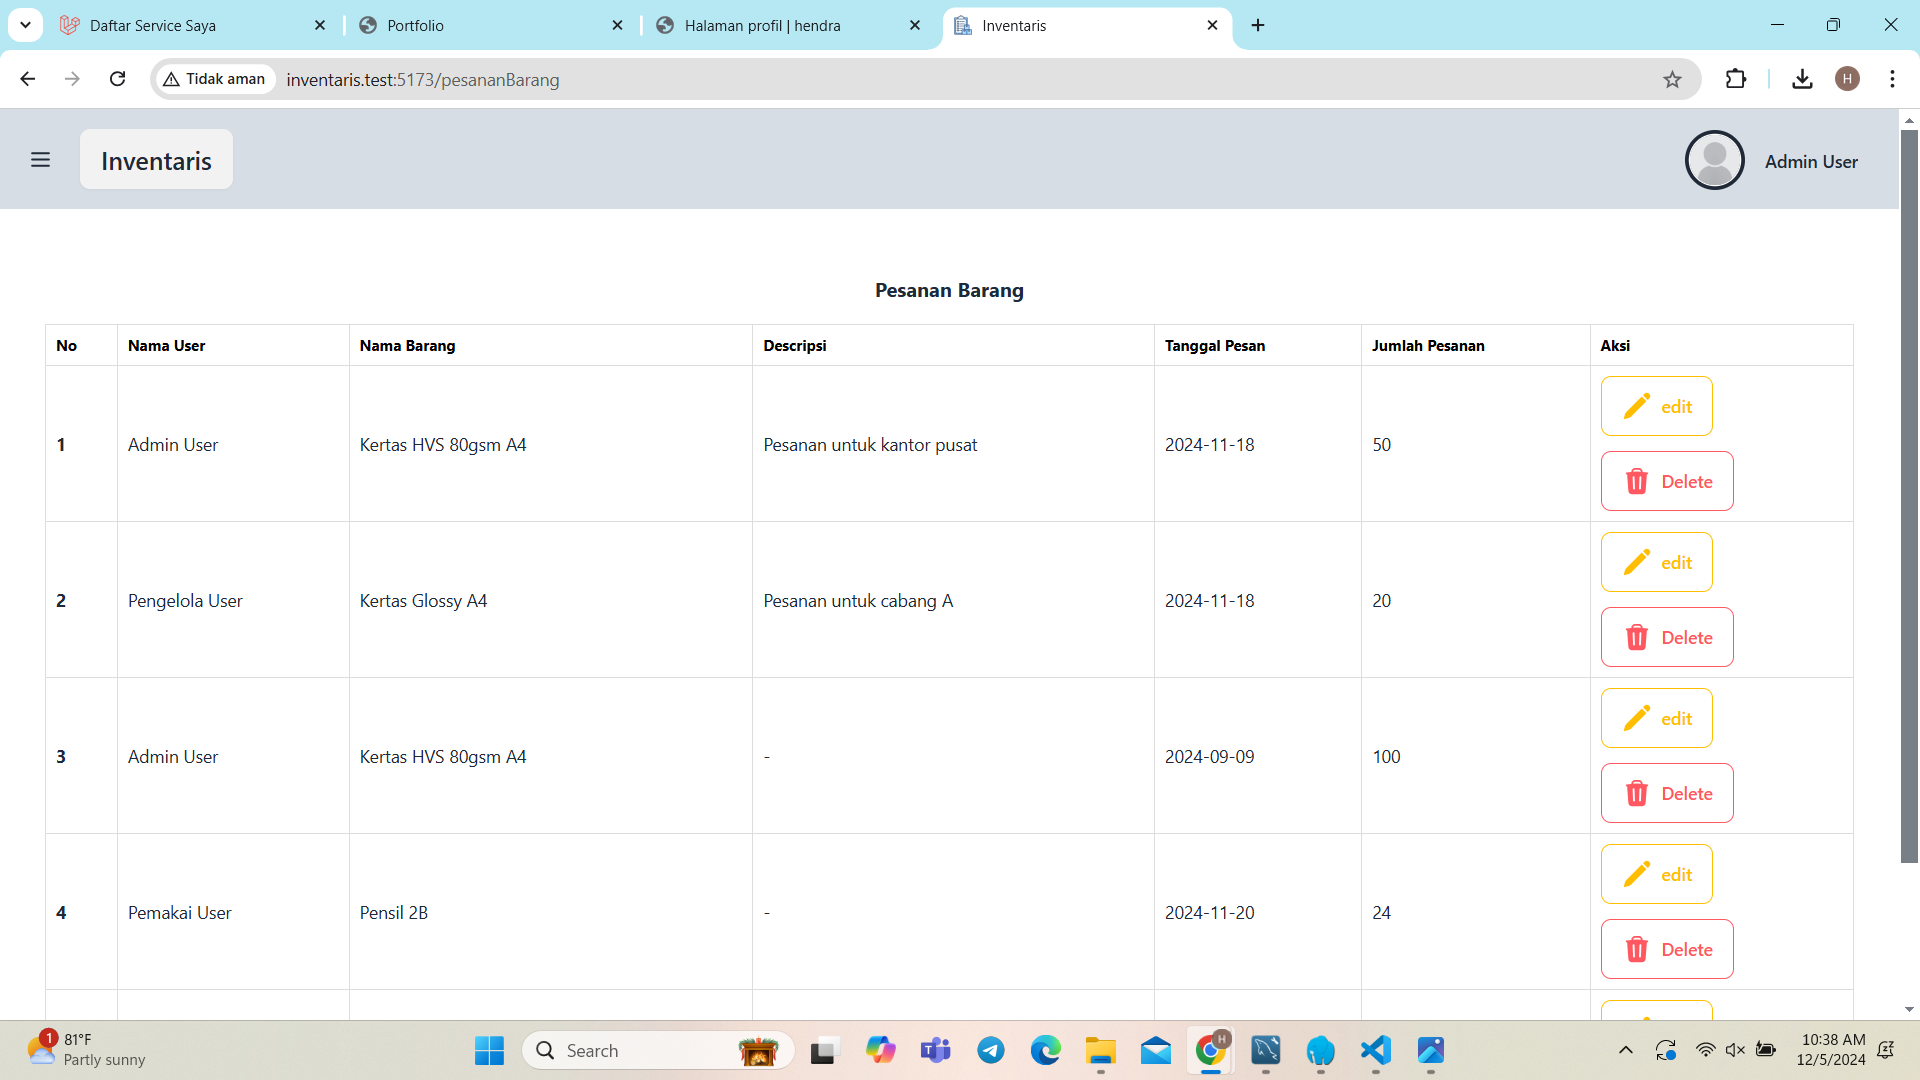 Daftar Service Saya
Portfolio
Halaman profil | hendra
Inventaris
Tidak aman
inventaris.test:5173/pesananBarang
H
Inventaris
Admin User
Pesanan Barang
No Nama User Nama Barang Descripsi Tanggal Pesan Jumlah Pesanan Aksi
1 Admin User Kertas HVS 80gsm A4 Pesanan untuk kantor pusat 2024-11-18 50
edit
Delete
2 Pengelola User Kertas Glossy A4 Pesanan untuk cabang A 2024-11-18 20
edit
Delete
3 Admin User Kertas HVS 80gsm A4 - 2024-09-09 100
edit
Delete
4 Pemakai User Pensil 2B - 2024-11-20 24
edit
Delete
1
81°F
Partly sunny
Search
H
10:38 AM
12/5/2024